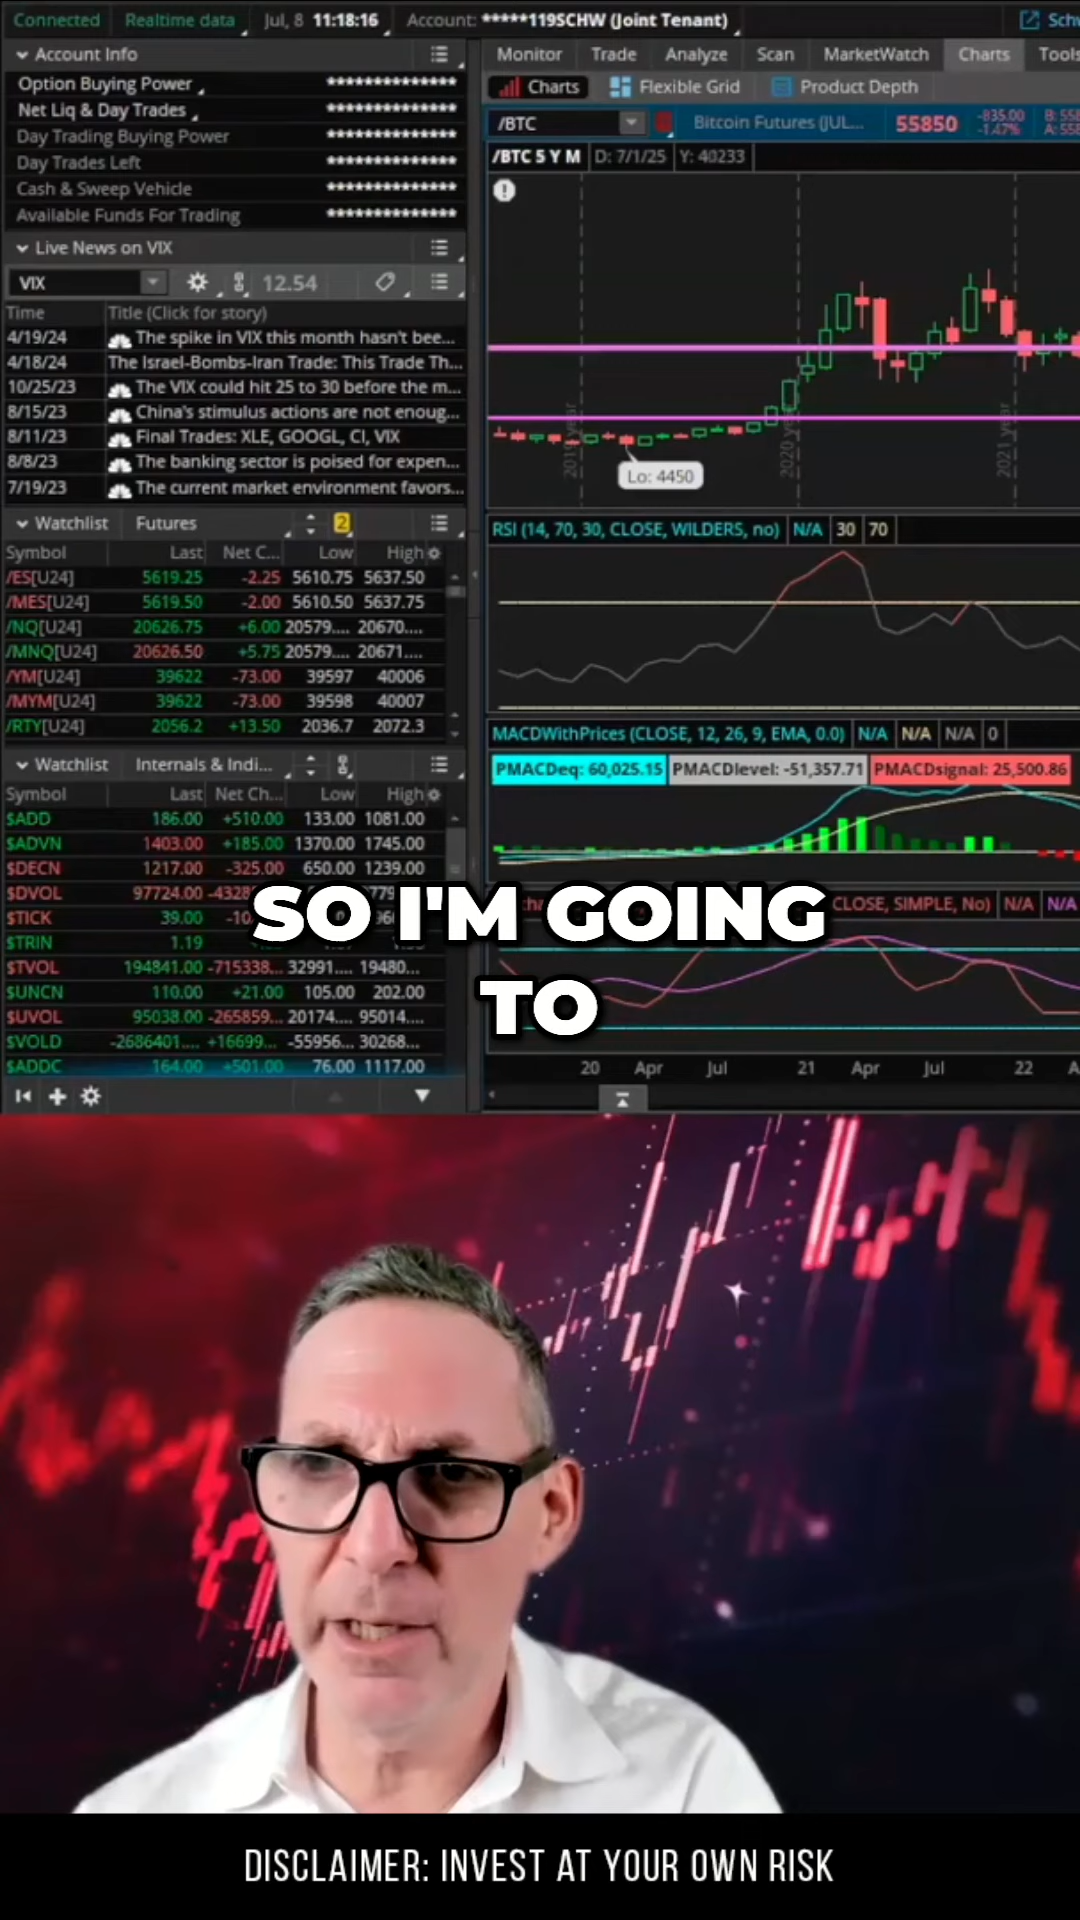 Connected Realtime data Jul, 8 11:18:16 Account: *****119SCHW (Joint Tenant)
Account Info
Option Buying Power **************
Net Liq & Day Trades **************
Day Trading Buying Power **************
Day Trades Left **************
Cash & Sweep Vehicle **************
Available Funds For Trading **************
Live News on VIX
VIX 12.54
Time Title (Click for story)
4/19/24 The spike in VIX this month hasn't bee...
4/18/24 The Israel-Bombs-Iran Trade: This Trade Th...
10/25/23 The VIX could hit 25 to 30 before the m...
8/15/23 China's stimulus actions are not enoug...
8/11/23 Final Trades: XLE, GOOGL, CI, VIX
8/8/23 The banking sector is poised for expen...
7/19/23 The current market environment favors...
Watchlist Futures 2
Symbol Last Net C... Low High
/ES[U24] 5619.25 -2.25 5610.75 5637.50
/MES[U24] 5619.50 -2.00 5610.50 5637.75
/NQ[U24] 20626.75 +6.00 20579.... 20670....
/MNQ[U24] 20626.50 +5.75 20579.... 20671....
/YM[U24] 39622 -73.00 39597 40006
/MYM[U24] 39622 -73.00 39598 40007
/RTY[U24] 2056.2 +13.50 2036.7 2072.3
Watchlist Internals & Indi...
Symbol Last Net Ch... Low High
$ADD 186.00 +510.00 133.00 1081.00
$ADVN 1403.00 +185.00 1370.00 1745.00
$DECN 1217.00 -325.00 650.00 1239.00
$DVOL 97724.00
$TICK 39.00
$TRIN 1.19
$TVOL 194841.00 -715338... 32991.... 19480...
$UNCN 110.00 +21.00 105.00 202.00
$UVOL 95038.00 -265859... 20174.... 95014....
$VOLD -2686401.... +16699... -55956... 30268...
$ADDC 164.00 +501.00 76.00 1117.00
Monitor Trade Analyze Scan MarketWatch Charts Tools
Charts Flexible Grid Product Depth
/BTC Bitcoin Futures (JUL... 55850 -835.00 -1.47%
/BTC 5 Y M D: 7/1/25 Y: 40233
2019 year 2020 year 2021 year
Lo: 4450
RSI (14, 70, 30, CLOSE, WILDERS, no) N/A 30 70
MACDWithPrices (CLOSE, 12, 26, 9, EMA, 0.0) N/A N/A N/A 0
PMACDeq: 60,025.15 PMACDlevel: -51,357.71 PMACDsignal: 25,500.86
CLOSE, SIMPLE, No) N/A N/A
20 Apr Jul 21 Apr Jul 22
SO I'M GOING
TO
DISCLAIMER: INVEST AT YOUR OWN RISK